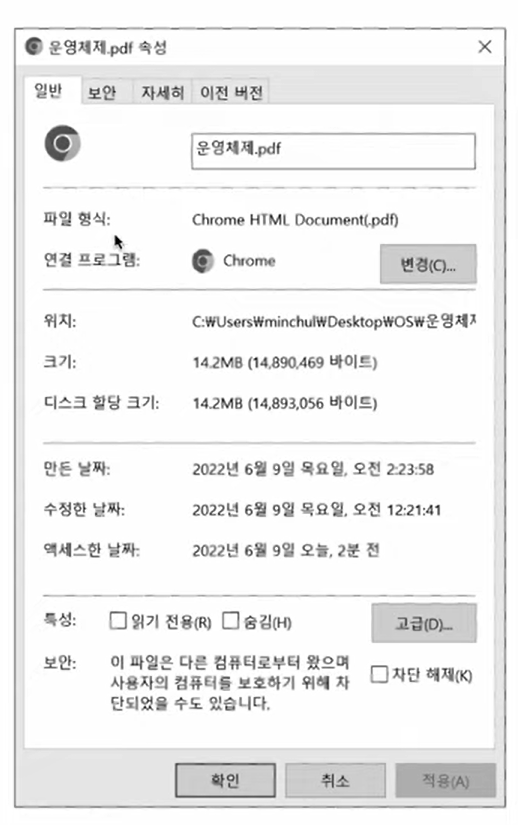 운영체제.pdf 속성
일반 보안 자세히 이전 버전
운영체제.pdf
파일 형식: Chrome HTML Document(.pdf)
연결 프로그램: Chrome 변경(C)...
위치: C:₩Users₩minchul₩Desktop₩OS₩운영체제
크기: 14.2MB (14,890,469 바이트)
디스크 할당 크기: 14.2MB (14,893,056 바이트)
만든 날짜: 2022년 6월 9일 목요일, 오전 2:23:58
수정한 날짜: 2022년 6월 9일 목요일, 오전 12:21:41
액세스한 날짜: 2022년 6월 9일 오늘, 2분 전
특성: 읽기 전용(R) 숨김(H) 고급(D)...
보안: 이 파일은 다른 컴퓨터로부터 왔으며
사용자의 컴퓨터를 보호하기 위해 차 차단 해제(K)
단되었을 수도 있습니다.
확인 취소 적용(A)